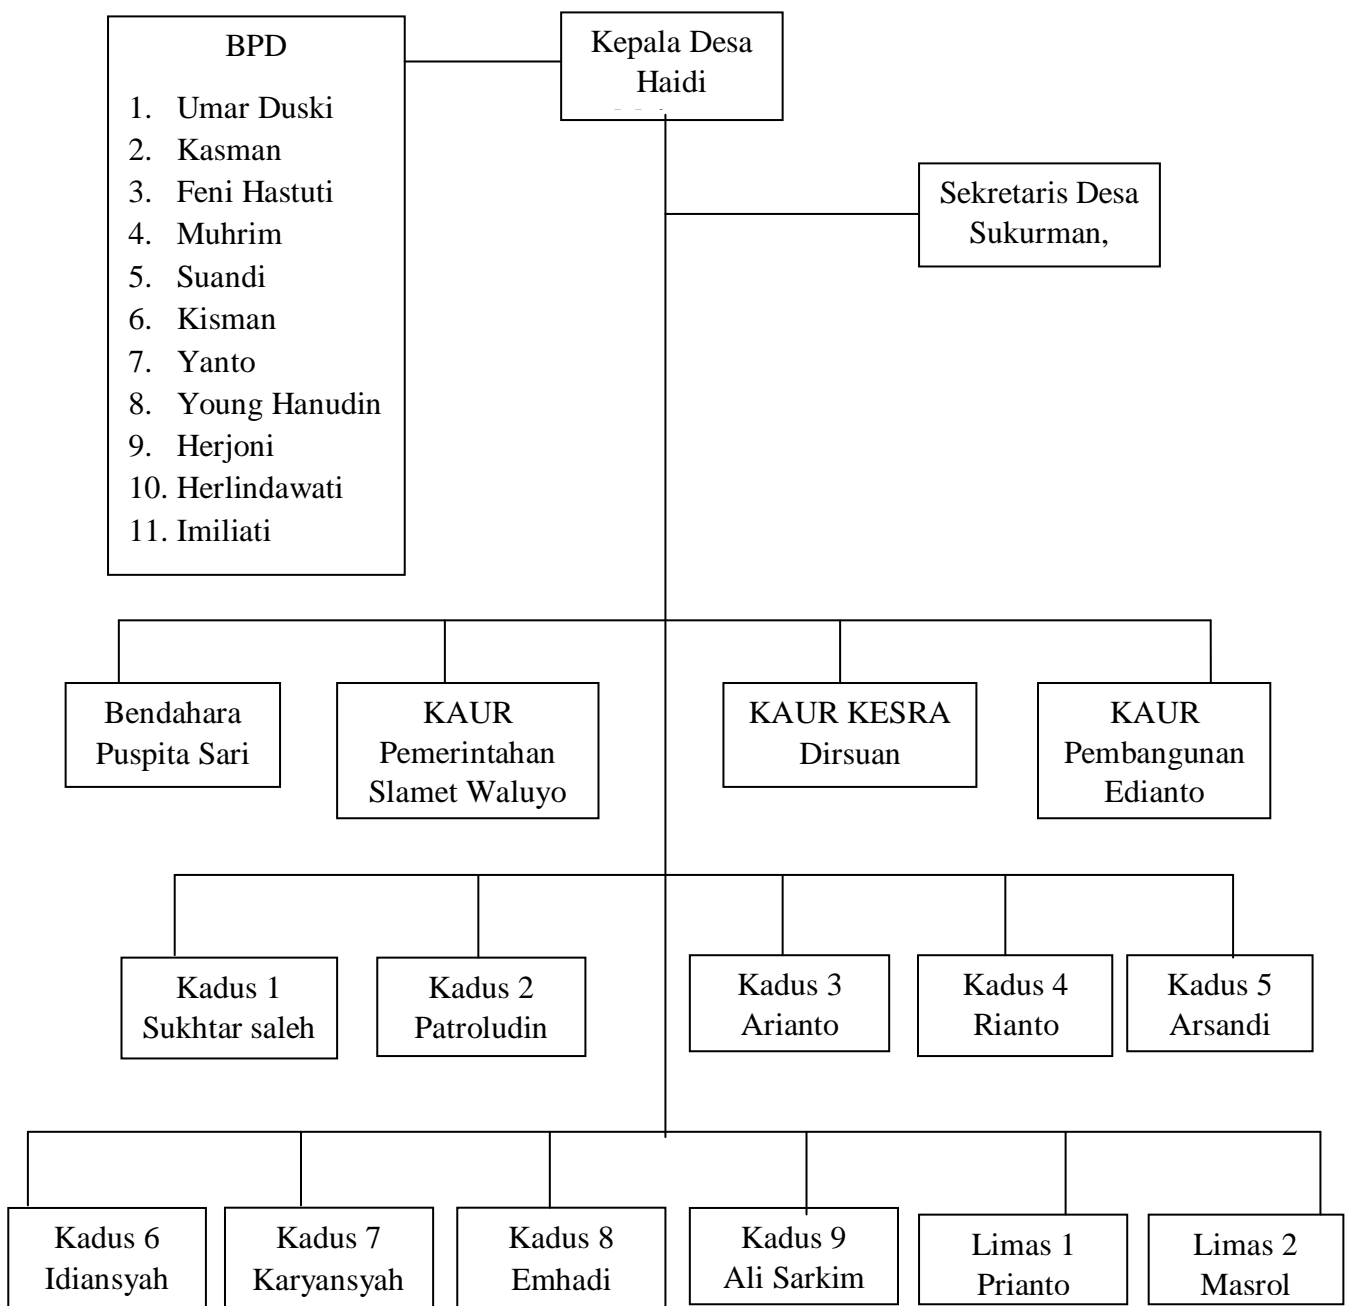 BPD
1. Umar Duski
2. Kasman
3. Feni Hastuti
4. Muhrim
5. Suandi
6. Kisman
7. Yanto
8. Young Hanudin
9. Herjoni
10. Herlindawati
11. Imiliati
Kepala Desa
Haidi
Sekretaris Desa
Sukurman,
Bendahara
Puspita Sari
KAUR
Pemerintahan
Slamet Waluyo
KAUR KESRA
Dirsuan
KAUR
Pembangunan
Edianto
Kadus 1
Sukhtar saleh
Kadus 2
Patroludin
Kadus 3
Arianto
Kadus 4
Rianto
Kadus 5
Arsandi
Kadus 6
Idiansyah
Kadus 7
Karyansyah
Kadus 8
Emhadi
Kadus 9
Ali Sarkim
Limas 1
Prianto
Limas 2
Masrol